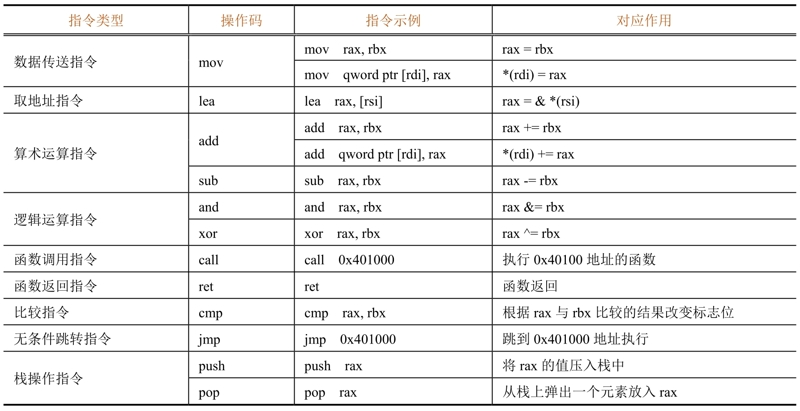 指令类型 操作码 指令示例 对应作用
数据传送指令 mov mov rax, rbx rax = rbx
mov qword ptr [rdi], rax *(rdi) = rax
取地址指令 lea lea rax, [rsi] rax = & *(rsi)
算术运算指令 add add rax, rbx rax += rbx
add qword ptr [rdi], rax *(rdi) += rax
sub sub rax, rbx rax -= rbx
逻辑运算指令 and and rax, rbx rax &= rbx
xor xor rax, rbx rax ^= rbx
函数调用指令 call call 0x401000 执行 0x40100 地址的函数
函数返回指令 ret ret 函数返回
比较指令 cmp cmp rax, rbx 根据 rax 与 rbx 比较的结果改变标志位
无条件跳转指令 jmp jmp 0x401000 跳到 0x401000 地址执行
栈操作指令 push push rax 将 rax 的值压入栈中
pop pop rax 从栈上弹出一个元素放入 rax